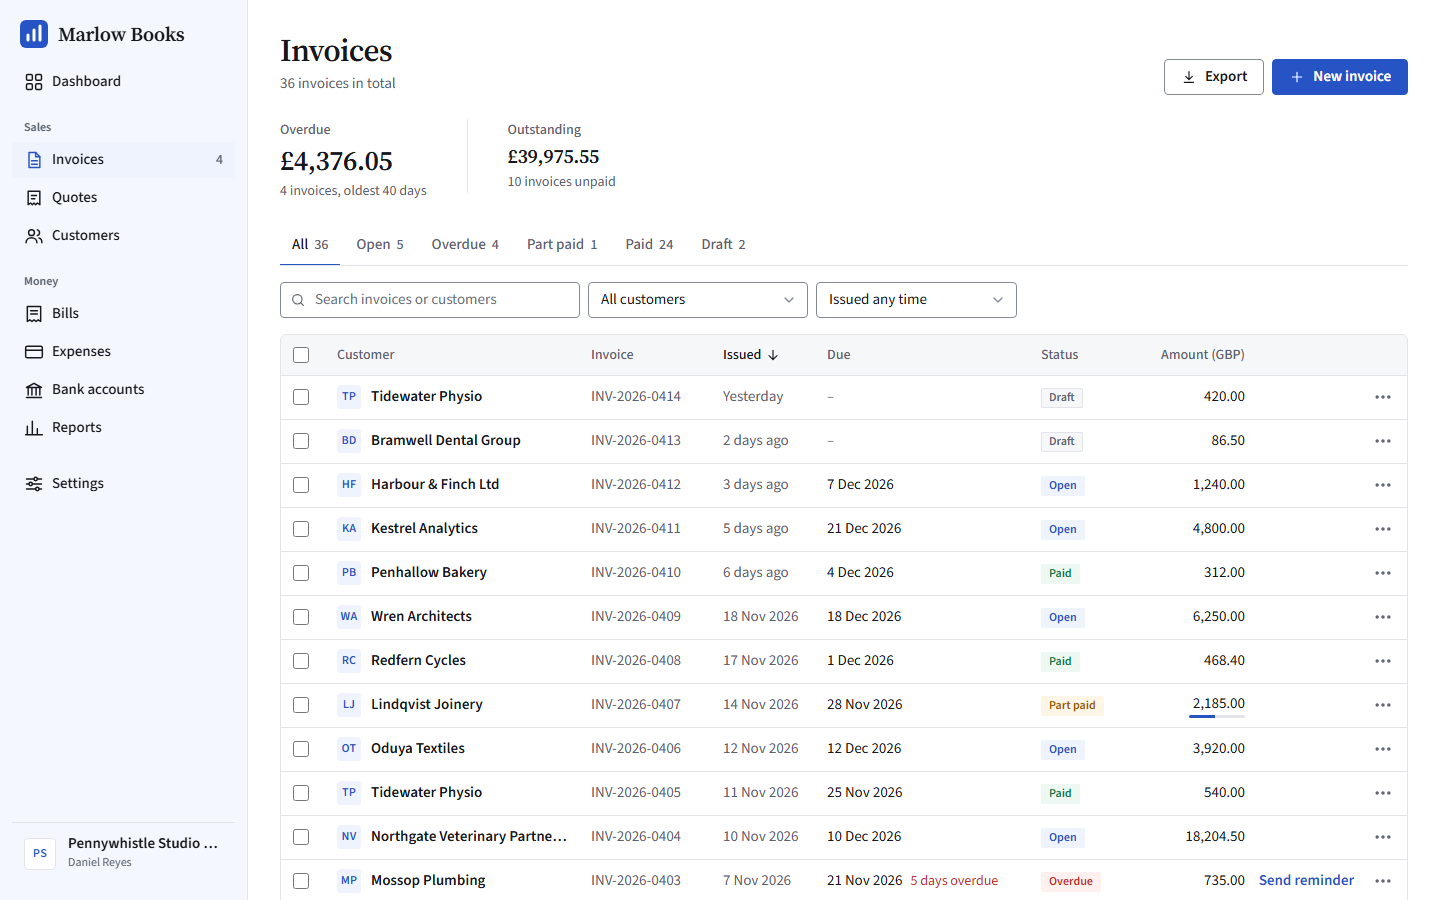 Marlow Books
Dashboard
Sales
Invoices 4
Quotes
Customers
Money
Bills
Expenses
Bank accounts
Reports
Settings
PS Pennywhistle Studio …
Daniel Reyes
Invoices
36 invoices in total
Export
New invoice
Overdue
£4,376.05
4 invoices, oldest 40 days
Outstanding
£39,975.55
10 invoices unpaid
All 36 Open 5 Overdue 4 Part paid 1 Paid 24 Draft 2
Search invoices or customers All customers Issued any time
Customer Invoice Issued Due Status Amount (GBP)
TP Tidewater Physio INV-2026-0414 Yesterday – Draft 420.00
BD Bramwell Dental Group INV-2026-0413 2 days ago – Draft 86.50
HF Harbour & Finch Ltd INV-2026-0412 3 days ago 7 Dec 2026 Open 1,240.00
KA Kestrel Analytics INV-2026-0411 5 days ago 21 Dec 2026 Open 4,800.00
PB Penhallow Bakery INV-2026-0410 6 days ago 4 Dec 2026 Paid 312.00
WA Wren Architects INV-2026-0409 18 Nov 2026 18 Dec 2026 Open 6,250.00
RC Redfern Cycles INV-2026-0408 17 Nov 2026 1 Dec 2026 Paid 468.40
LJ Lindqvist Joinery INV-2026-0407 14 Nov 2026 28 Nov 2026 Part paid 2,185.00
OT Oduya Textiles INV-2026-0406 12 Nov 2026 12 Dec 2026 Open 3,920.00
TP Tidewater Physio INV-2026-0405 11 Nov 2026 25 Nov 2026 Paid 540.00
NV Northgate Veterinary Partne… INV-2026-0404 10 Nov 2026 10 Dec 2026 Open 18,204.50
MP Mossop Plumbing INV-2026-0403 7 Nov 2026 21 Nov 2026 5 days overdue Overdue 735.00 Send reminder